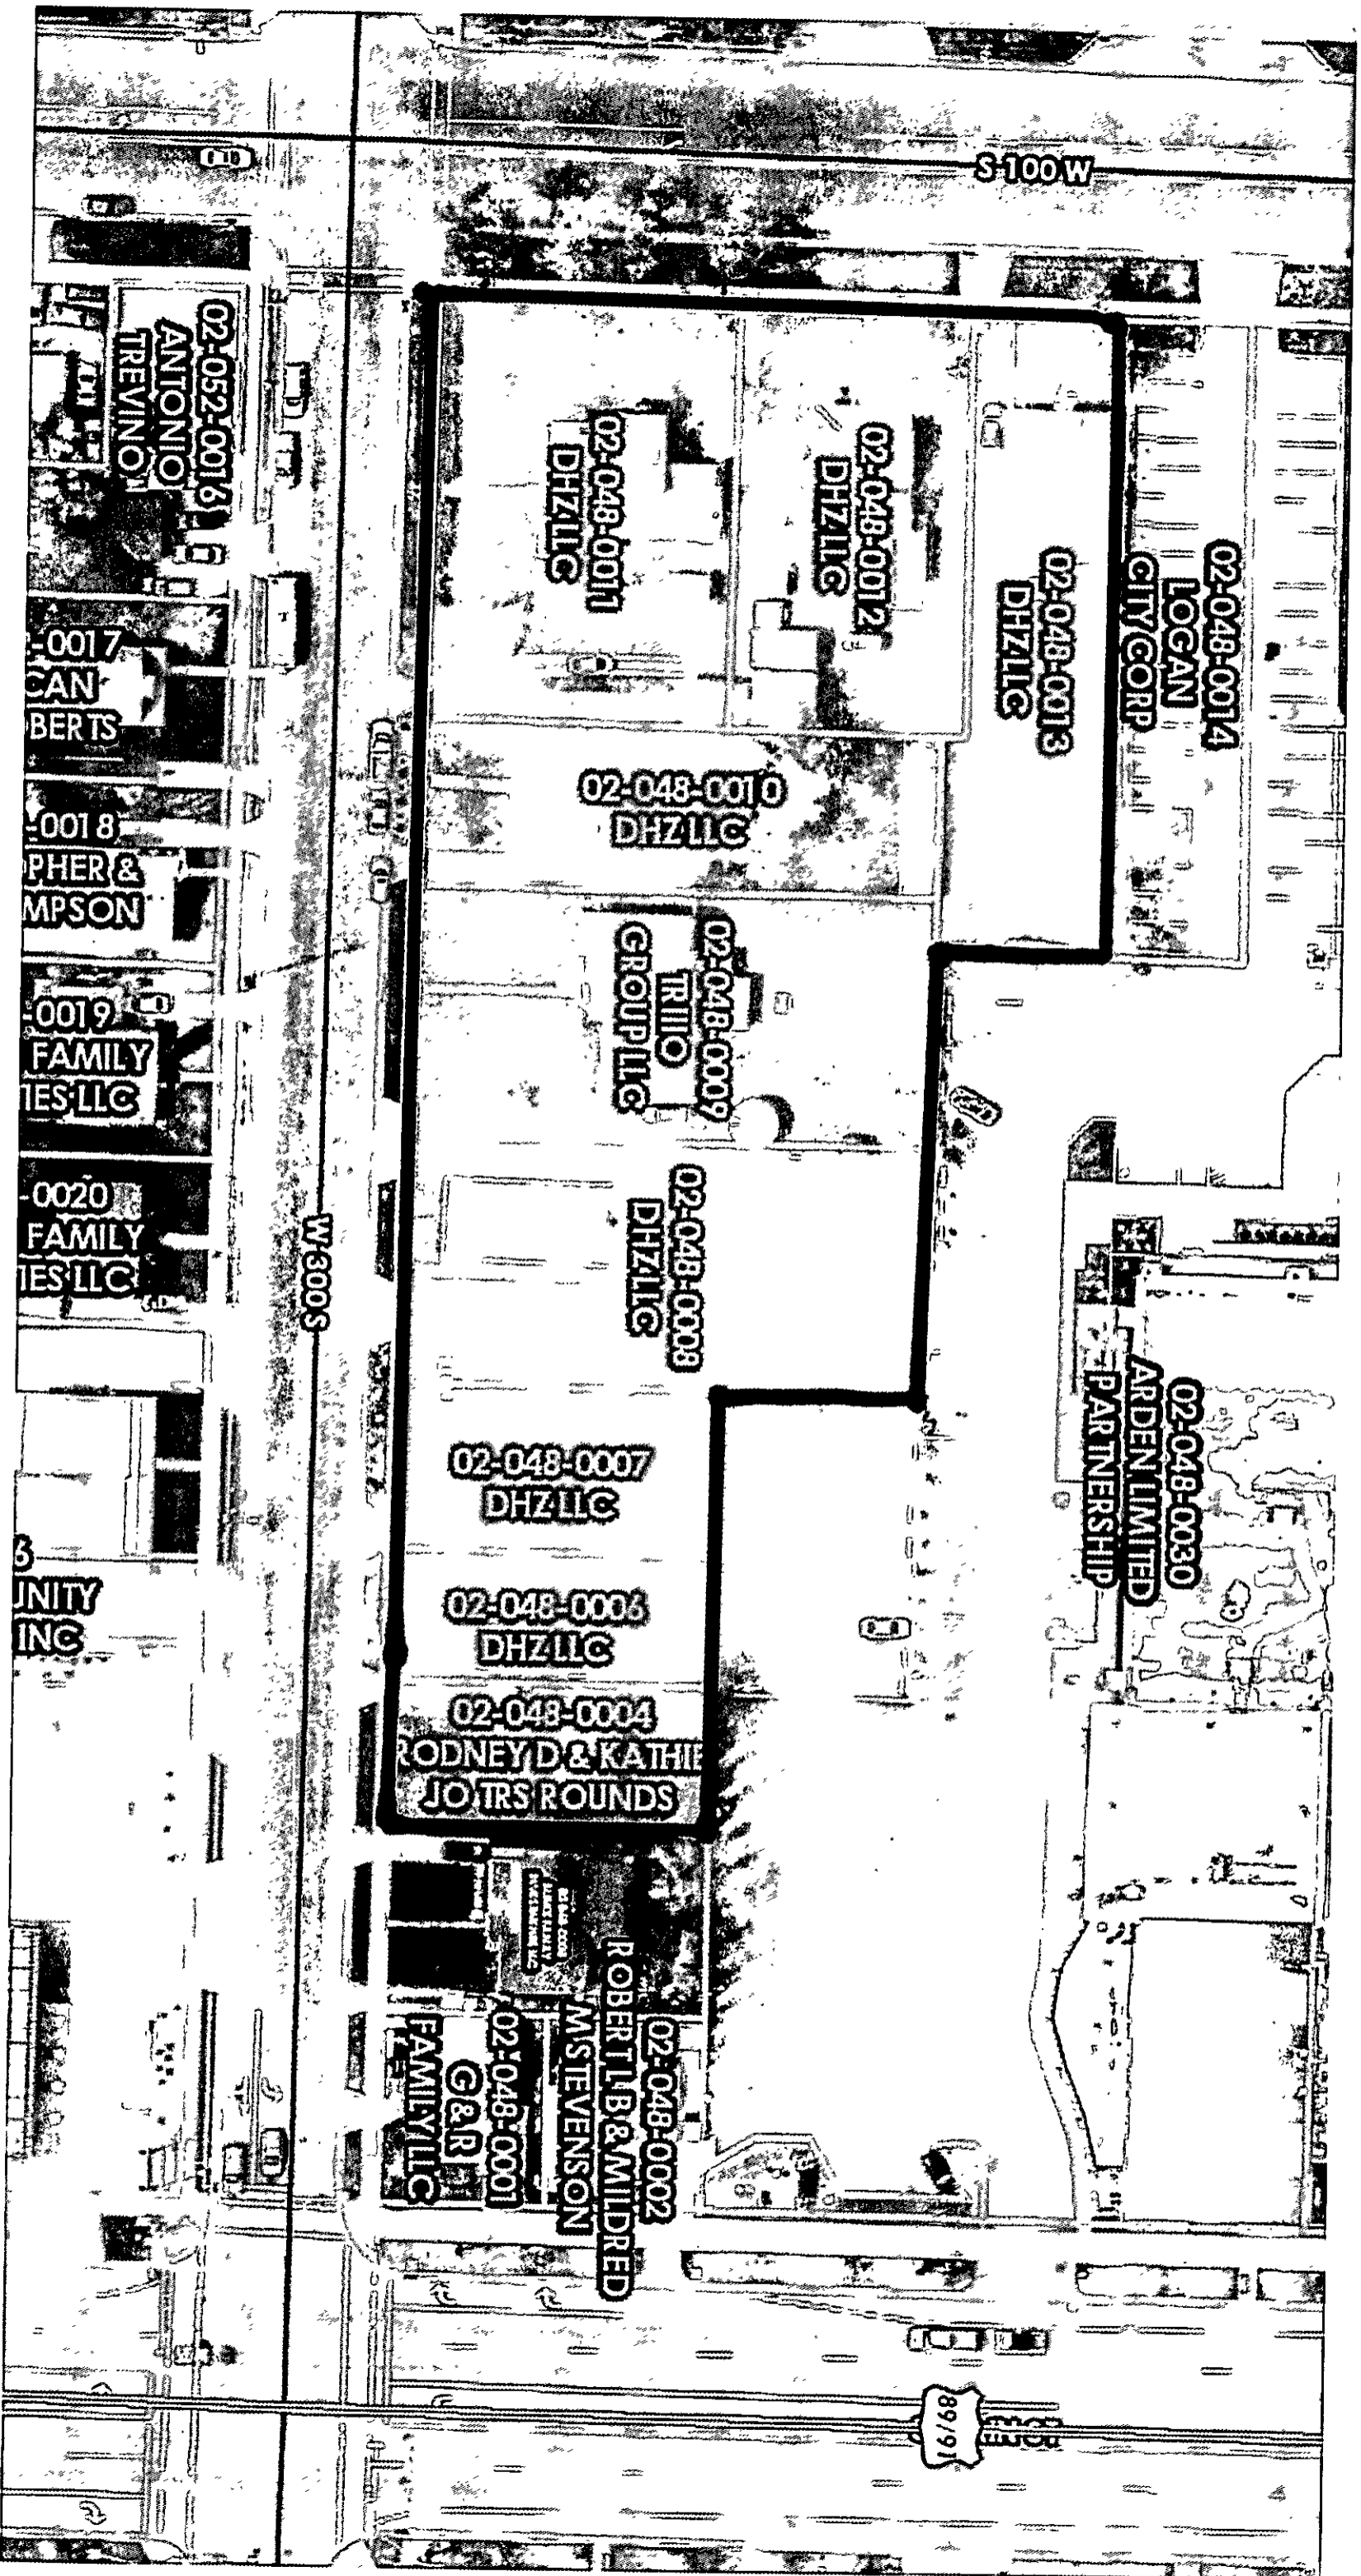 S 100 W
02-052-0016
ANTONIO
TREVINO
02-048-0011
DHZ LLC
02-048-0012
DHZ LLC
02-048-0013
DHZ LLC
02-048-0014
LOGAN
CITY CORP
-0017
CAN
BERTS
02-048-0010
DHZ LLC
-0018
PHER &
MPSON
02-048-0009
TRIIIO
GROUP LLC
-0019
FAMILY
IES LLC
-0020
FAMILY
IES LLC
W 300 S
02-048-0008
DHZ LLC
02-048-0030
ARDEN LIMITED
PARTNERSHIP
02-048-0007
DHZ LLC
6
UNITY
INC
02-048-0006
DHZ LLC
02-048-0004
RODNEY D & KATHIE
JO TRS ROUNDS
02-048-0002
ROBERT L B & MILDRED
M STEVENSON
02-048-0001
G & R
FAMILY LLC
89/91